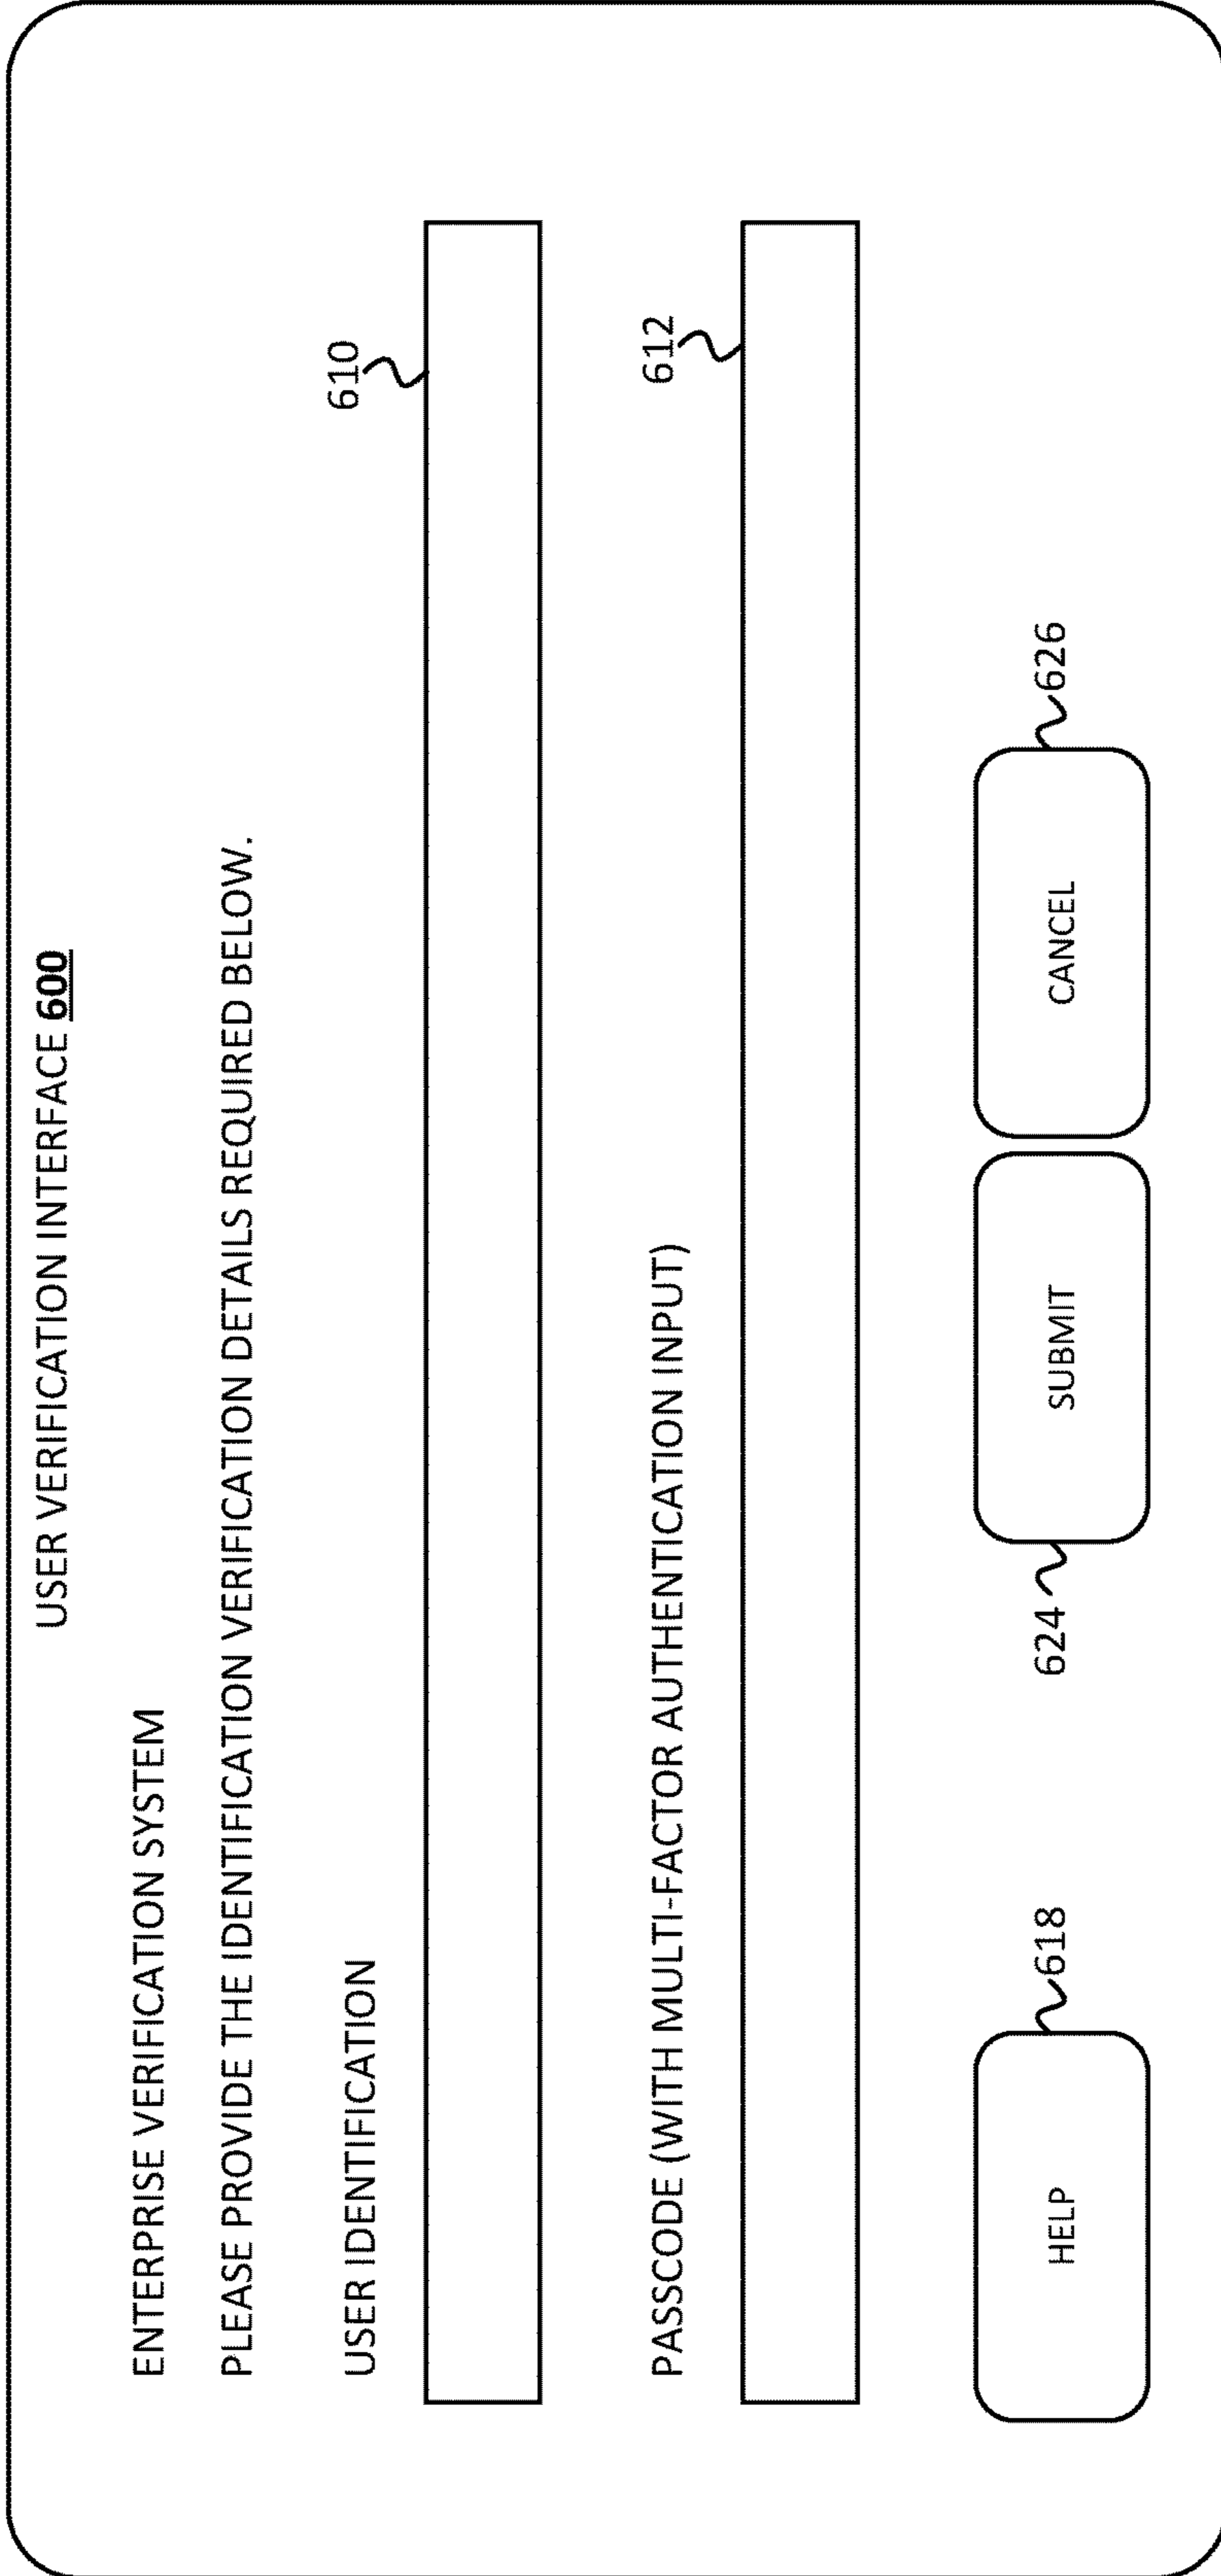 USER VERIFICATION INTERFACE 600
ENTERPRISE VERIFICATION SYSTEM
PLEASE PROVIDE THE IDENTIFICATION VERIFICATION DETAILS REQUIRED BELOW.
USER IDENTIFICATION
610
PASSCODE (WITH MULTI-FACTOR AUTHENTICATION INPUT)
612
HELP
618
624
SUBMIT
CANCEL
626